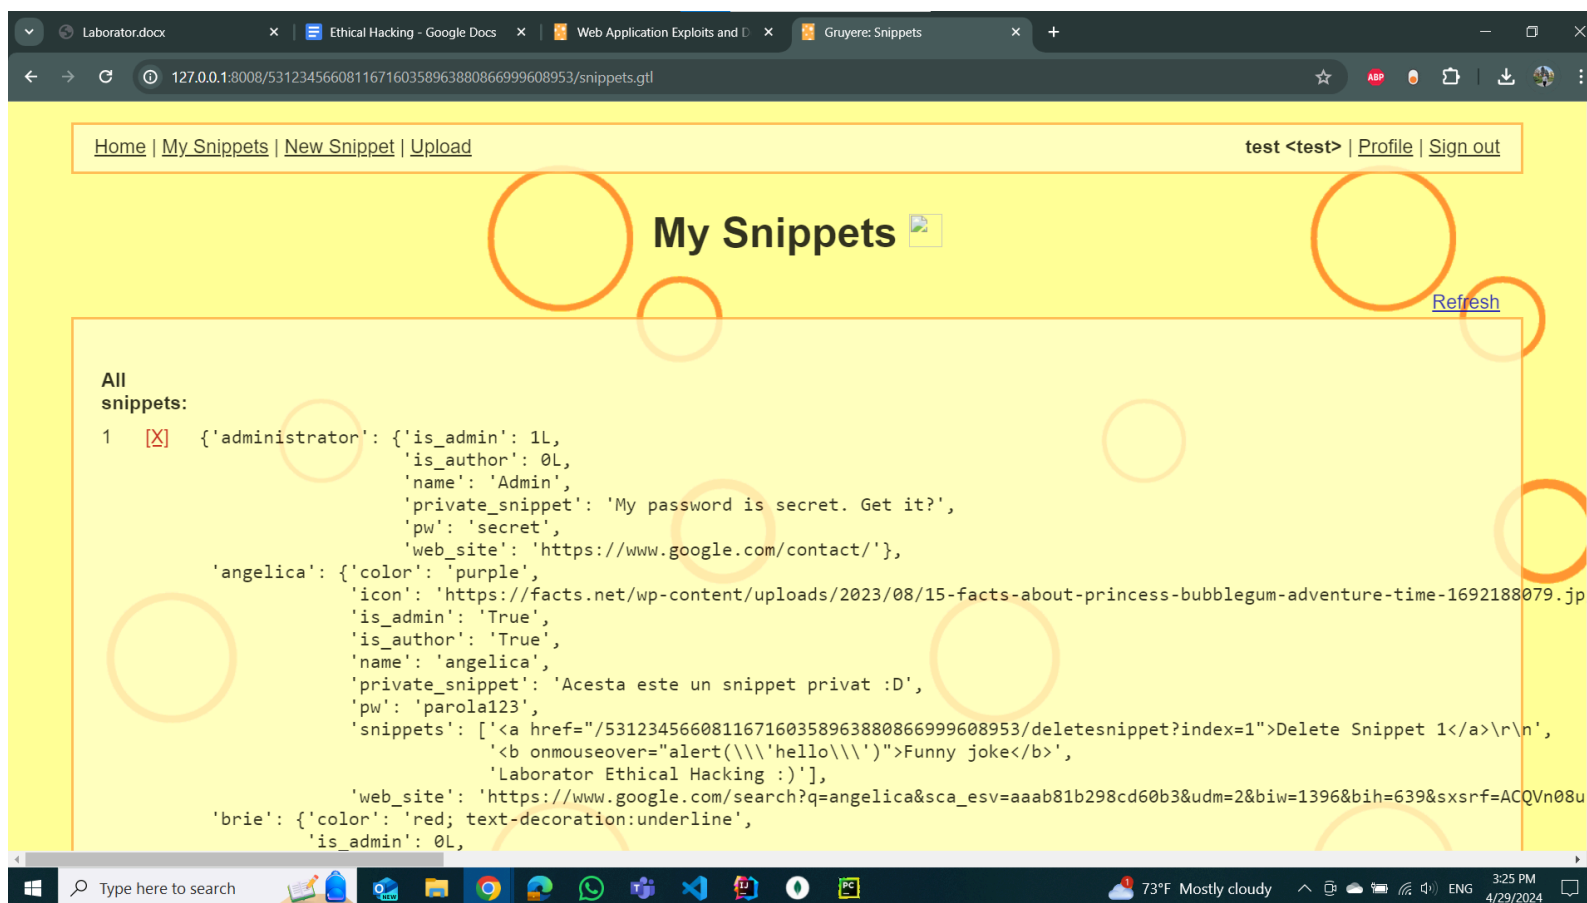 Laborator.docx
Ethical Hacking - Google Docs
Web Application Exploits and D
Gruyere: Snippets
127.0.0.1:8008/531234566081167160358963880866999608953/snippets.gtl
ABP
Home | My Snippets | New Snippet | Upload
test <test> | Profile | Sign out
My Snippets
Refresh
All
snippets:
1 [X] {'administrator': {'is_admin': 1L,
'is_author': 0L,
'name': 'Admin',
'private_snippet': 'My password is secret. Get it?',
'pw': 'secret',
'web_site': 'https://www.google.com/contact/'},
'angelica': {'color': 'purple',
'icon': 'https://facts.net/wp-content/uploads/2023/08/15-facts-about-princess-bubblegum-adventure-time-1692188079.jp
'is_admin': 'True',
'is_author': 'True',
'name': 'angelica',
'private_snippet': 'Acesta este un snippet privat :D',
'pw': 'parola123',
'snippets': ['<a href="/531234566081167160358963880866999608953/deletesnippet?index=1">Delete Snippet 1</a>\r\n',
'<b onmouseover="alert(\\\'hello\\\')">Funny joke</b>',
'Laborator Ethical Hacking :)'],
'web_site': 'https://www.google.com/search?q=angelica&sca_esv=aaab81b298cd60b3&udm=2&biw=1396&bih=639&sxsrf=ACQVn08u
'brie': {'color': 'red; text-decoration:underline',
'is_admin': 0L,
Type here to search
NEW
PC
1
73°F Mostly cloudy
ENG
3:25 PM
4/29/2024